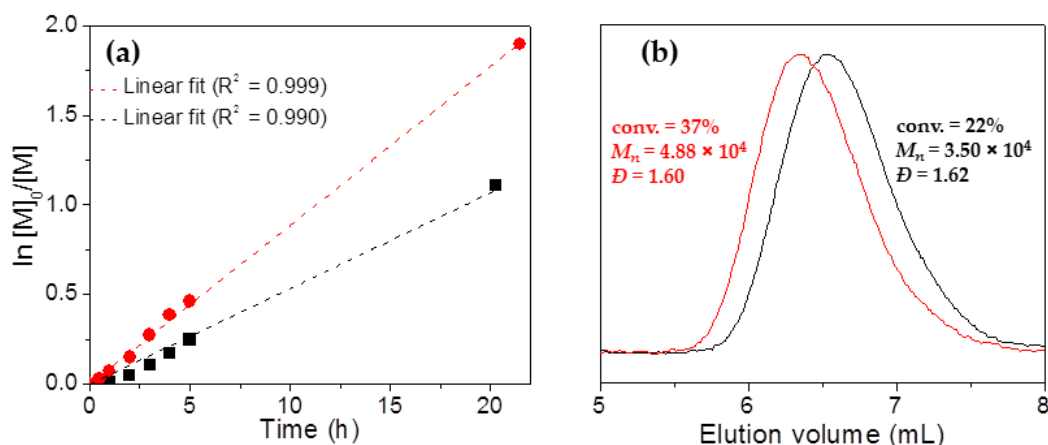 (a)
Linear fit (R² = 0.999)
Linear fit (R² = 0.990)
ln [M]₀/[M]
2.0
1.5
1.0
0.5
0.0
0 5 10 15 20
Time (h)
(b)
conv. = 37%
Mₙ = 4.88 × 10⁴
Đ = 1.60
conv. = 22%
Mₙ = 3.50 × 10⁴
Đ = 1.62
5 6 7 8
Elution volume (mL)